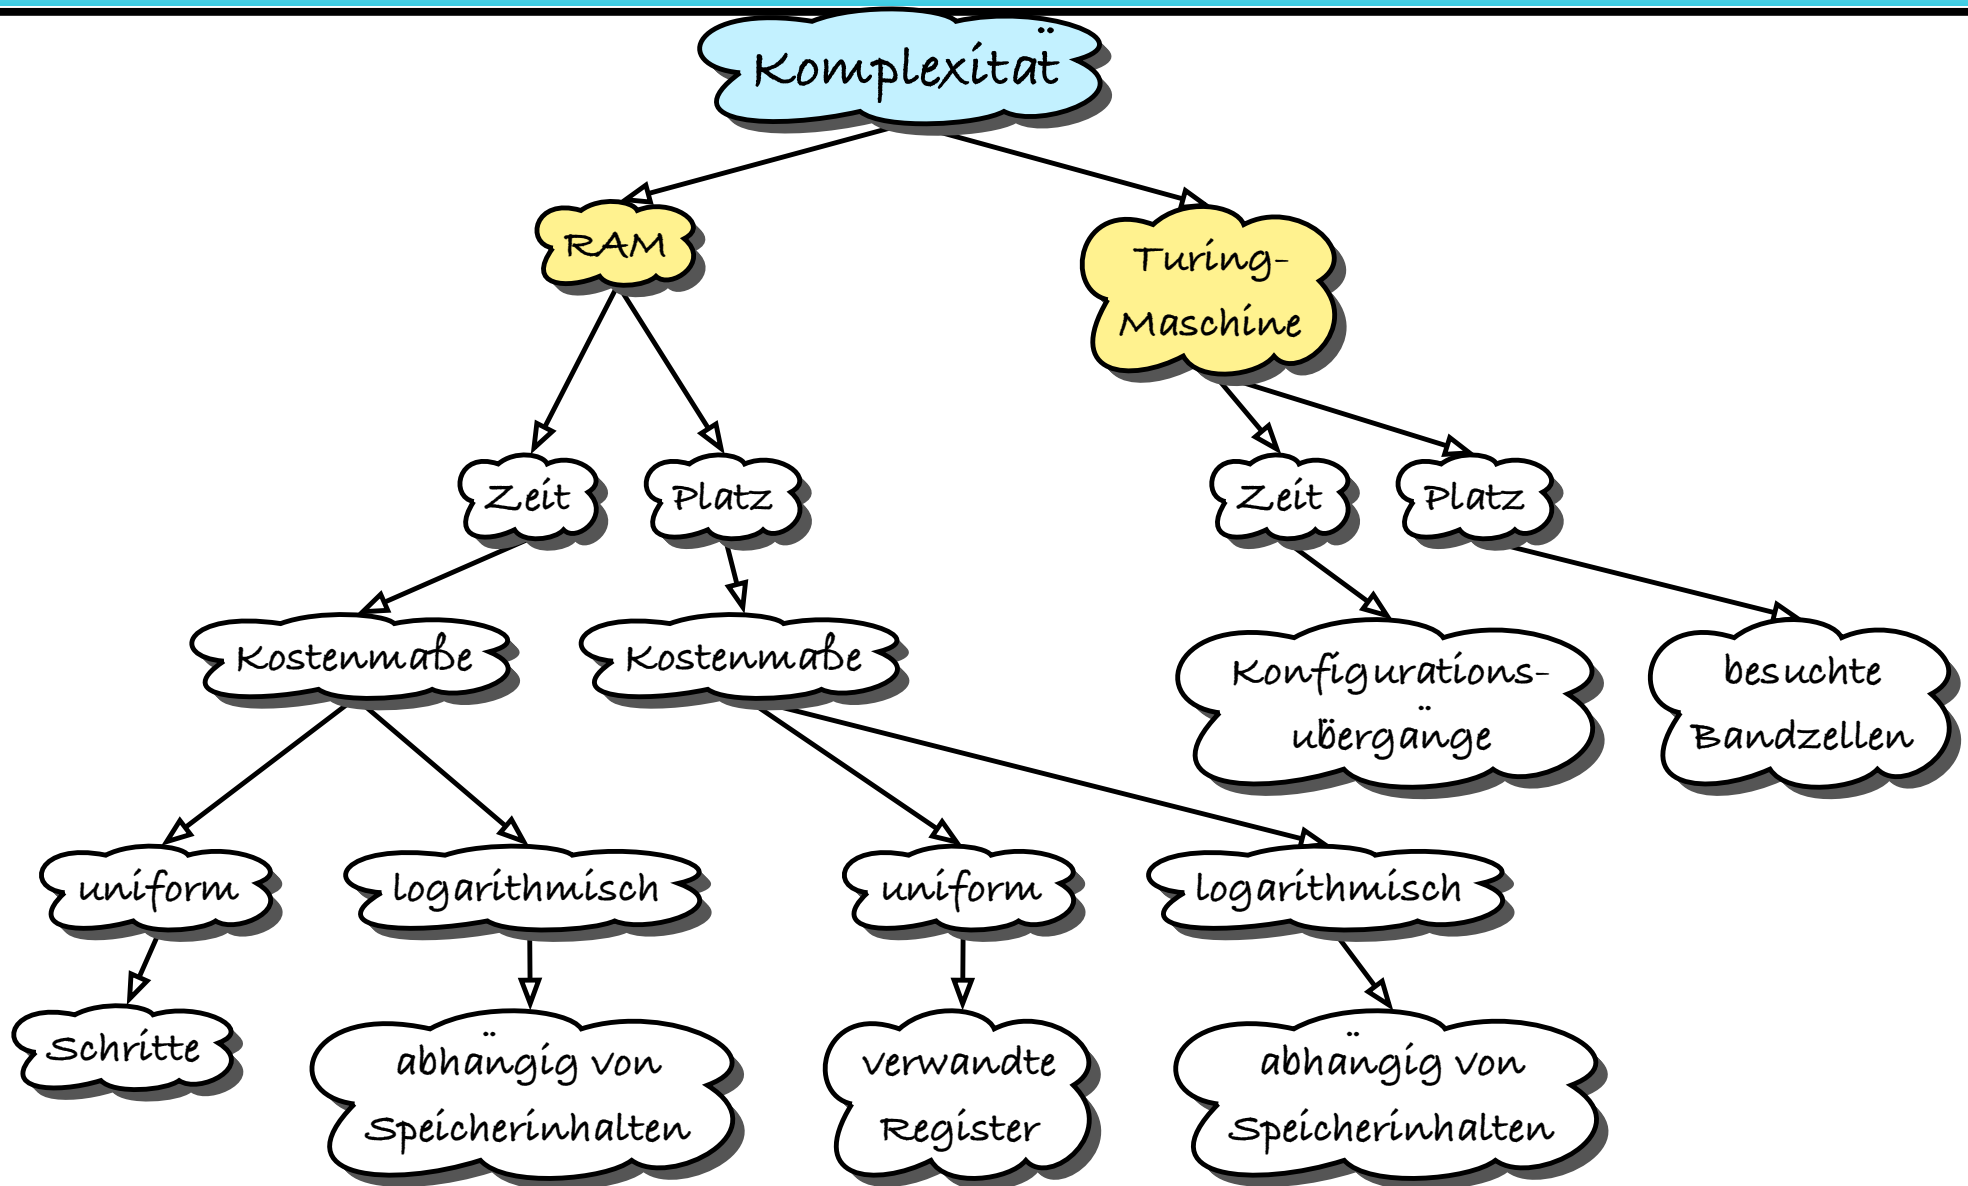 Komplexität
RAM
Turing-
Maschine
Zeit
Platz
Zeit
Platz
Kostenmaße
Kostenmaße
Konfigurations-
übergänge
besuchte
Bandzellen
uniform
logarithmisch
uniform
logarithmisch
Schritte
abhängig von
Speicherinhalten
verwandte
Register
abhängig von
Speicherinhalten